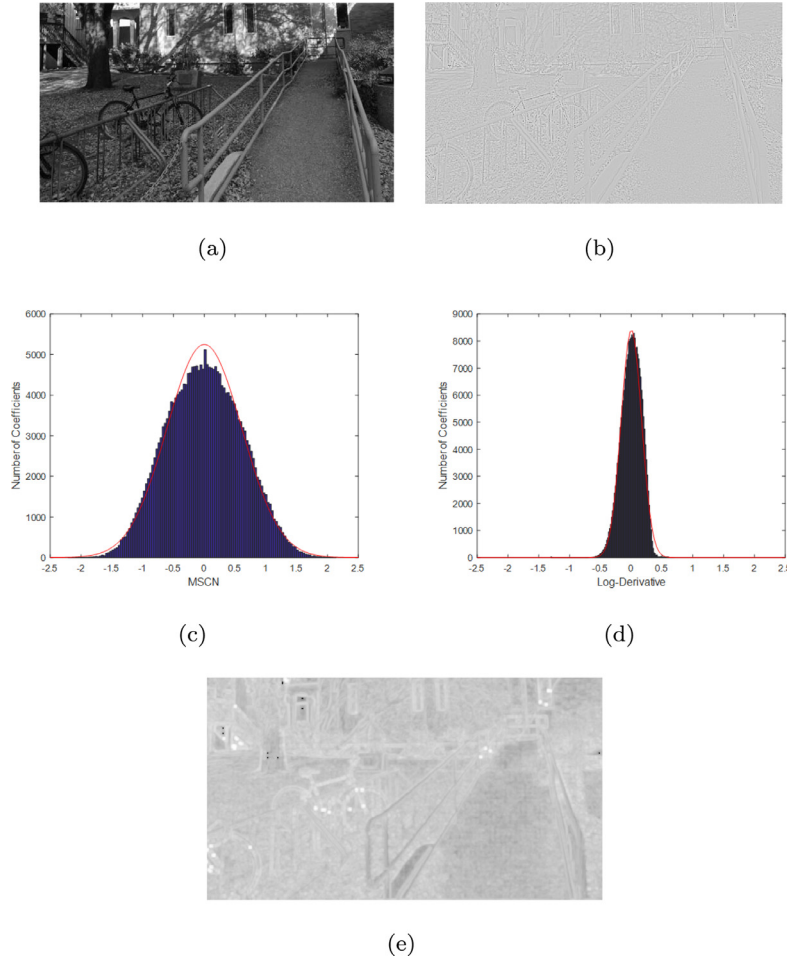 (a)
(b)
6000
5000
4000
3000
2000
1000
0
Number of Coefficients
-2.5 -2 -1.5 -1 -0.5 0 0.5 1 1.5 2 2.5
MSCN
9000
8000
7000
6000
5000
4000
3000
2000
1000
0
Number of Coefficients
-2.5 -2 -1.5 -1 -0.5 0 0.5 1 1.5 2 2.5
Log-Derivative
(c)
(d)
(e)